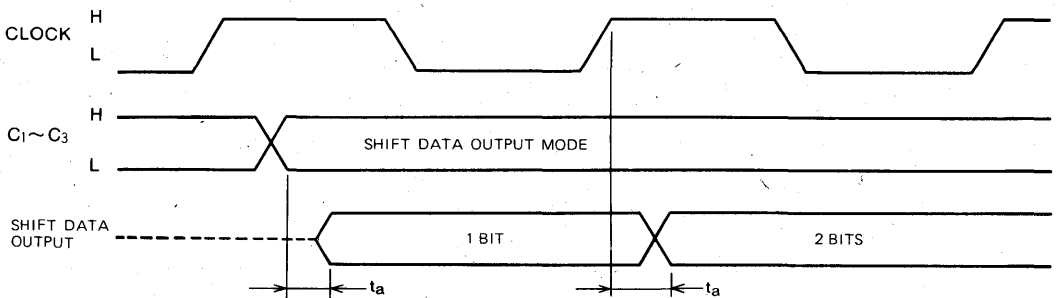 CLOCK
H
L
C₁~C₃
H
L
SHIFT DATA OUTPUT MODE
SHIFT DATA
OUTPUT
1 BIT
2 BITS
ta
ta